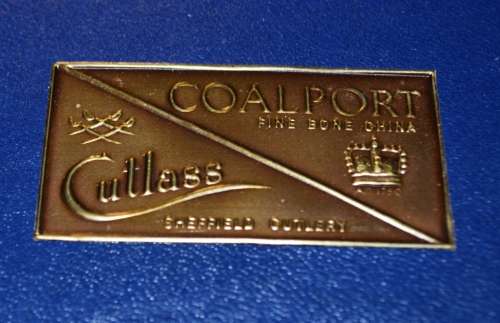 COALPORT
FINE BONE CHINA
Cutlass
SHEFFIELD CUTLERY